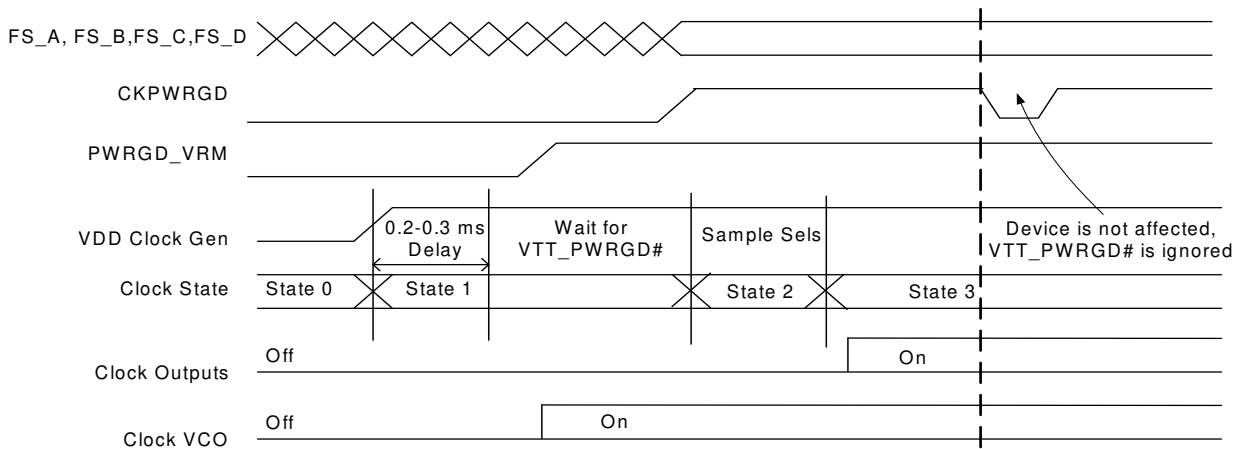 FS_A, FS_B,FS_C,FS_D
CKPWRGD
PWRGD_VRM
VDD Clock Gen
0.2-0.3 ms
Delay
Wait for
VTT_PWRGD#
Sample Sels
Device is not affected,
VTT_PWRGD# is ignored
Clock State
State 0
State 1
State 2
State 3
Clock Outputs
Off
On
Clock VCO
Off
On